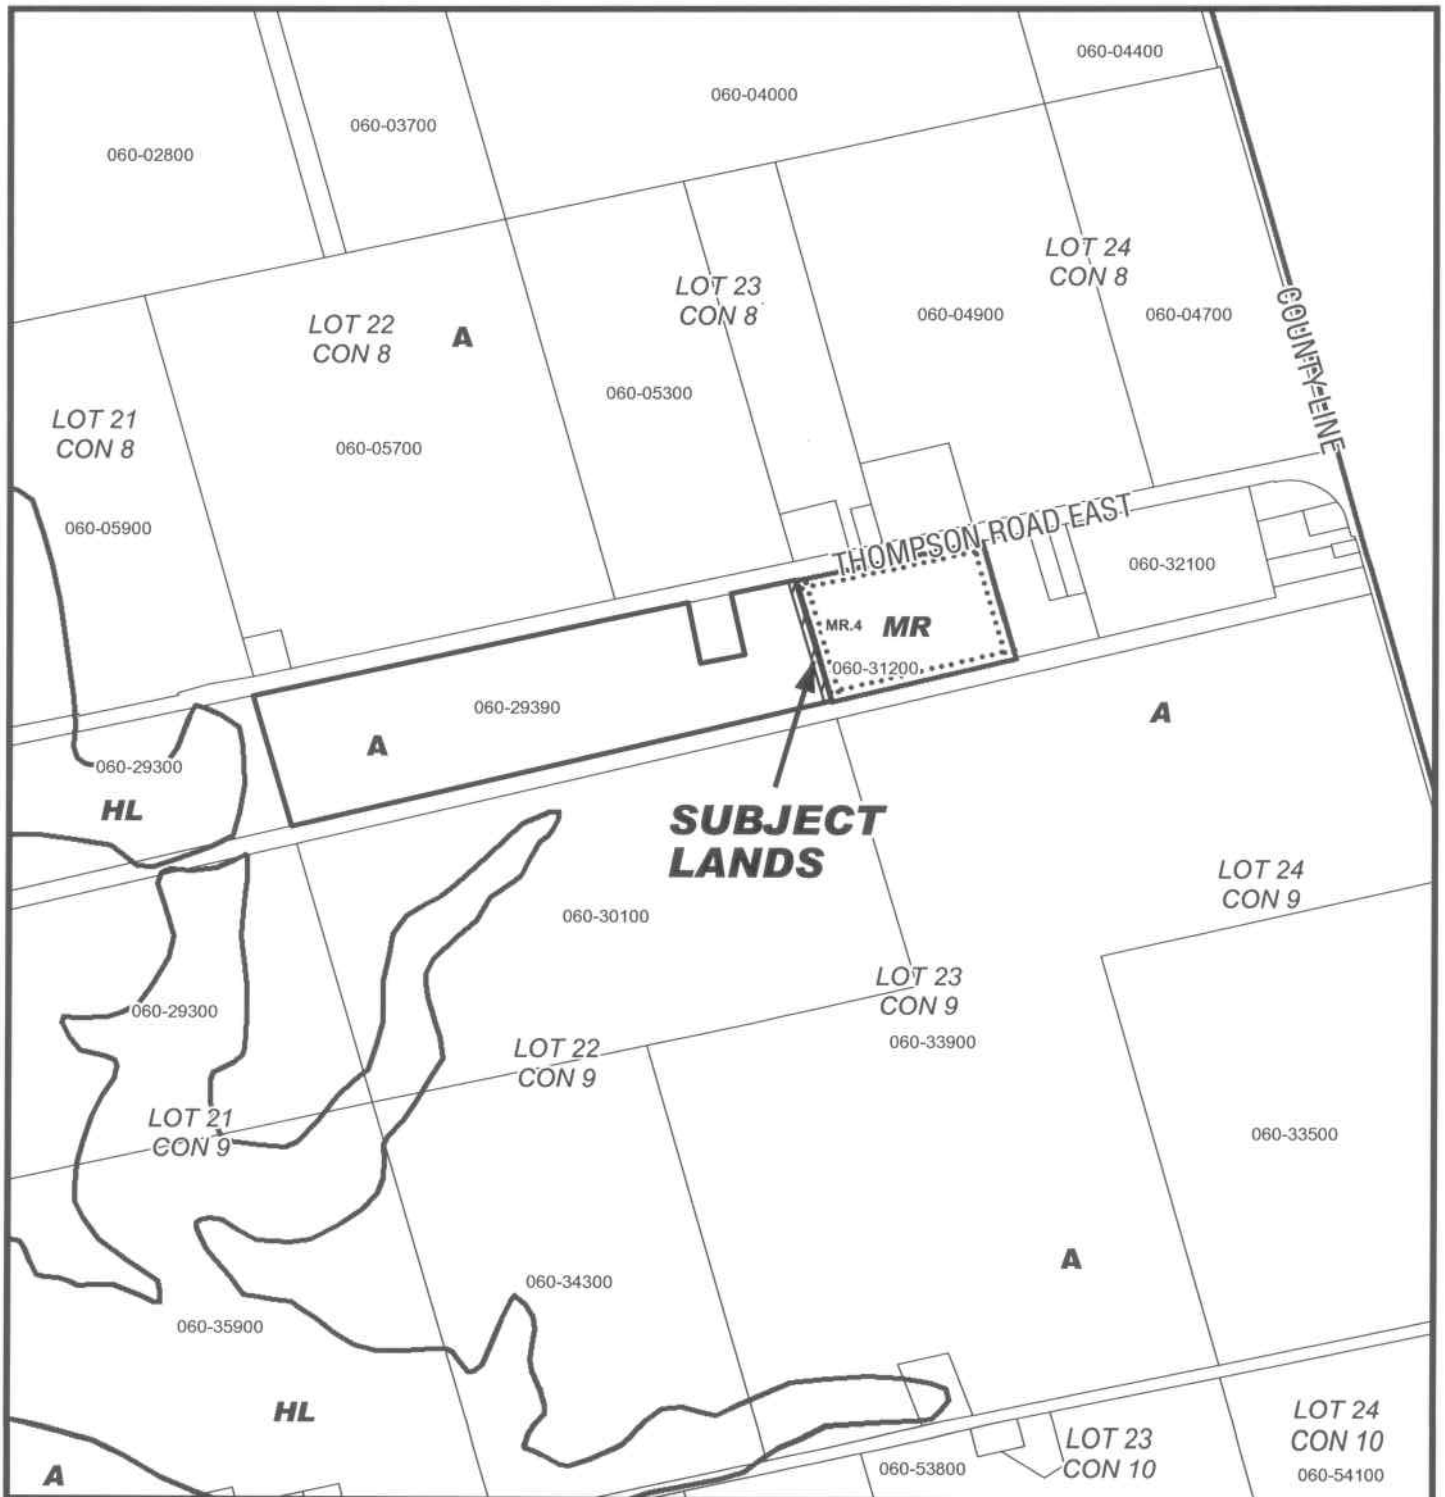 060-04400
060-04000
060-03700
060-02800
LOT 24
CON 8
LOT 23
CON 8
060-04900
060-04700
COUNTY LINE
LOT 22
CON 8
A
060-05300
LOT 21
CON 8
060-05700
060-05900
THOMPSON ROAD EAST
060-32100
MR.4
MR
060-31200
060-29390
A
A
060-29300
HL
SUBJECT
LANDS
LOT 24
CON 9
060-30100
LOT 23
CON 9
060-29300
060-33900
LOT 22
CON 9
LOT 21
CON 9
060-33500
A
060-34300
060-35900
HL
LOT 24
CON 10
LOT 23
CON 10
060-53800
060-54100
A